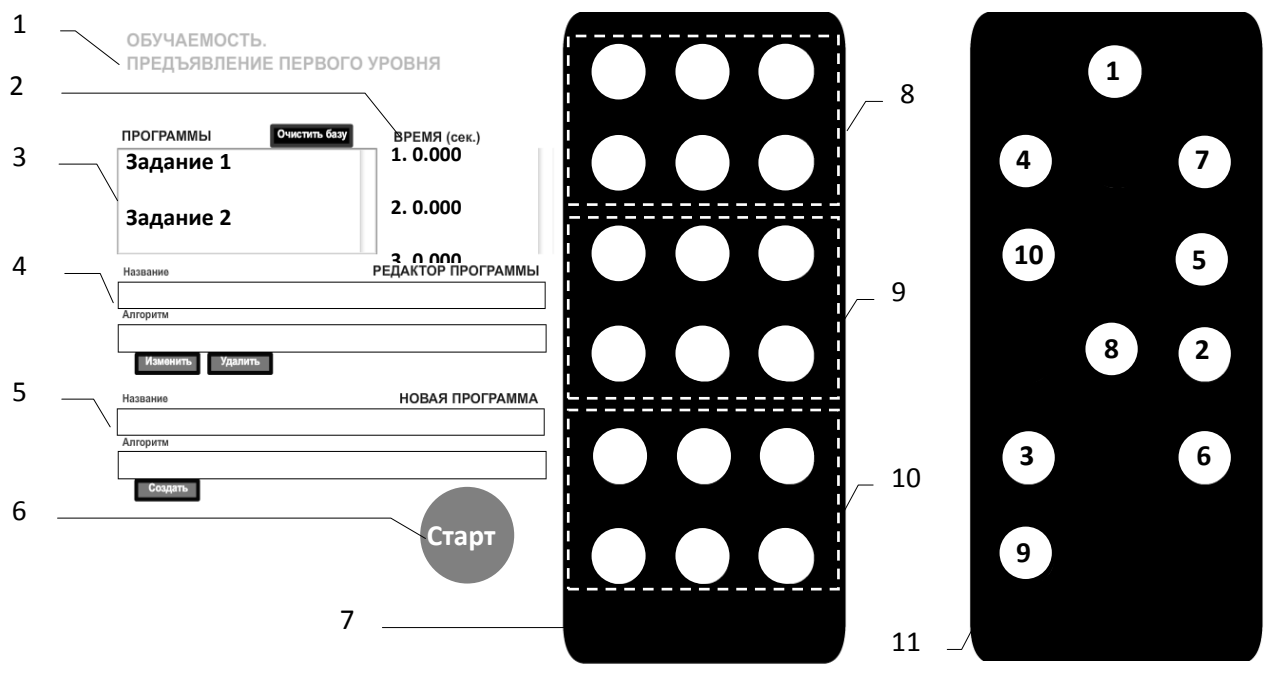 1
ОБУЧАЕМОСТЬ.
ПРЕДЪЯВЛЕНИЕ ПЕРВОГО УРОВНЯ
2
ПРОГРАММЫ
Очистить базу
ВРЕМЯ (сек.)
3
Задание 1
1. 0.000
Задание 2
2. 0.000
3. 0.000
4
Название
РЕДАКТОР ПРОГРАММЫ
Алгоритм
Изменить
Удалить
5
Название
НОВАЯ ПРОГРАММА
Алгоритм
Создать
6
Старт
7
8
9
10
11
1
4
7
10
5
8
2
3
6
9